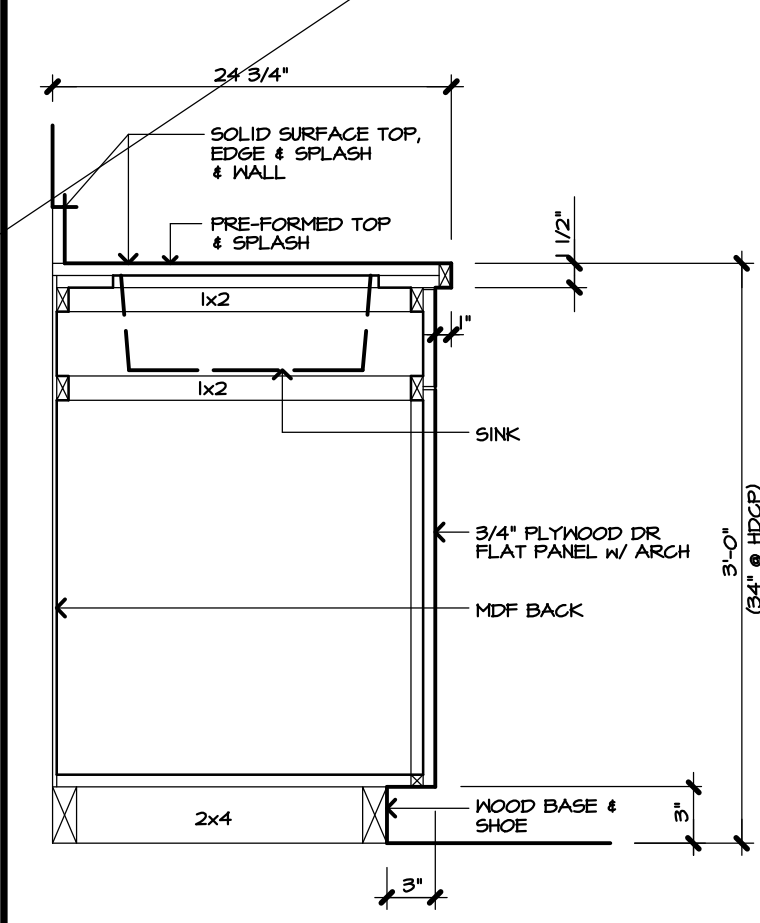 24 3/4"
SOLID SURFACE TOP,
EDGE & SPLASH
& WALL
PRE-FORMED TOP
& SPLASH
1 1/2"
1x2
1"
1x2
SINK
3/4" PLYWOOD DR
FLAT PANEL w/ ARCH
3'-0"
(34" @ HDCP)
MDF BACK
2x4
WOOD BASE &
SHOE
3"
3"